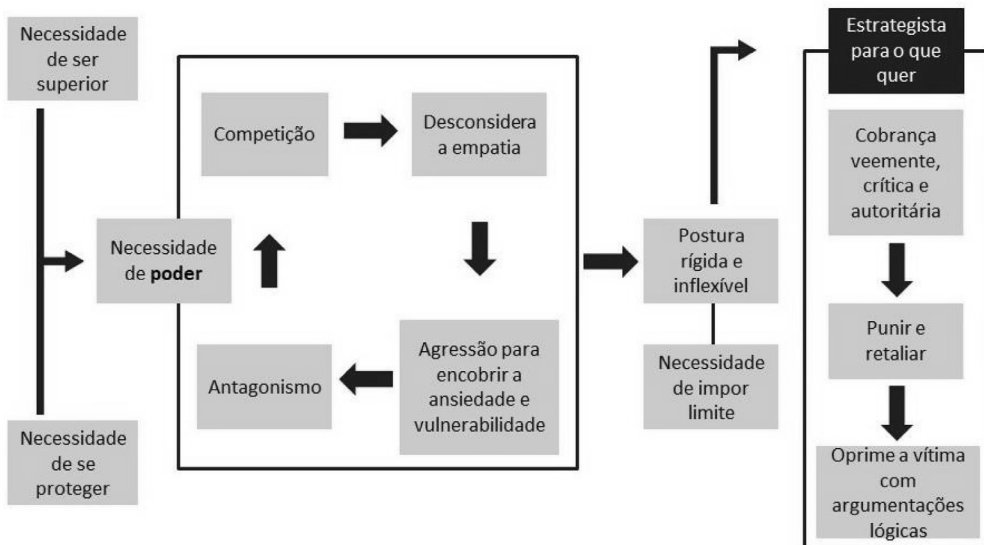 Necessidade
de ser
superior
Necessidade
de poder
Necessidade
de se
proteger
Competição
Desconsidera
a empatia
Agressão para
encobrir a
ansiedade e
vulnerabilidade
Antagonismo
Postura
rígida e
inflexível
Necessidade
de impor
limite
Estrategista
para o que
quer
Cobrança
veemente,
crítica e
autoritária
Punir e
retaliar
Oprime a vítima
com
argumentações
lógicas